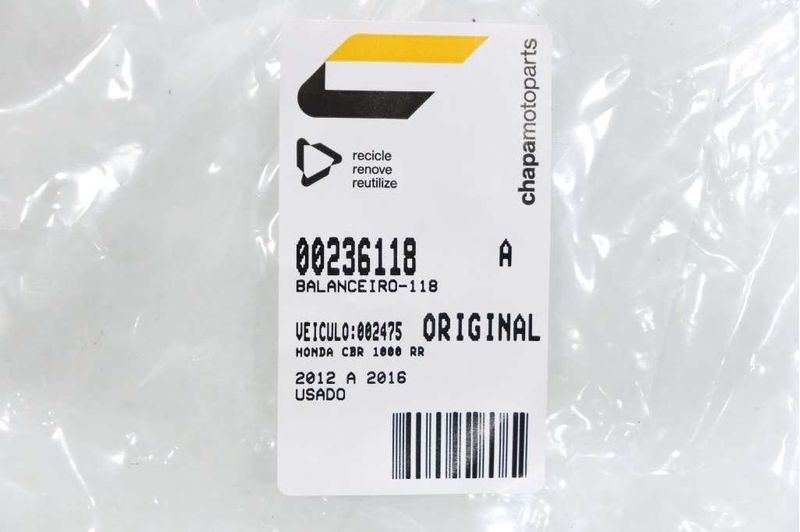 chapamotoparts
recicle
renove
reutilize
00236118 A
BALANCEIRO-118
VEICULO:002475 ORIGINAL
HONDA CBR 1000 RR
2012 A 2016
USADO